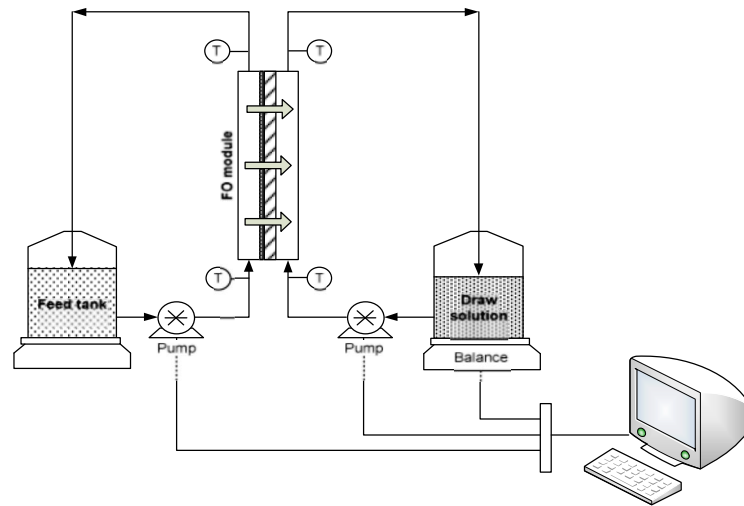 T
T
FO module
T
T
Feed tank
Draw
solution
Pump
Pump
Balance